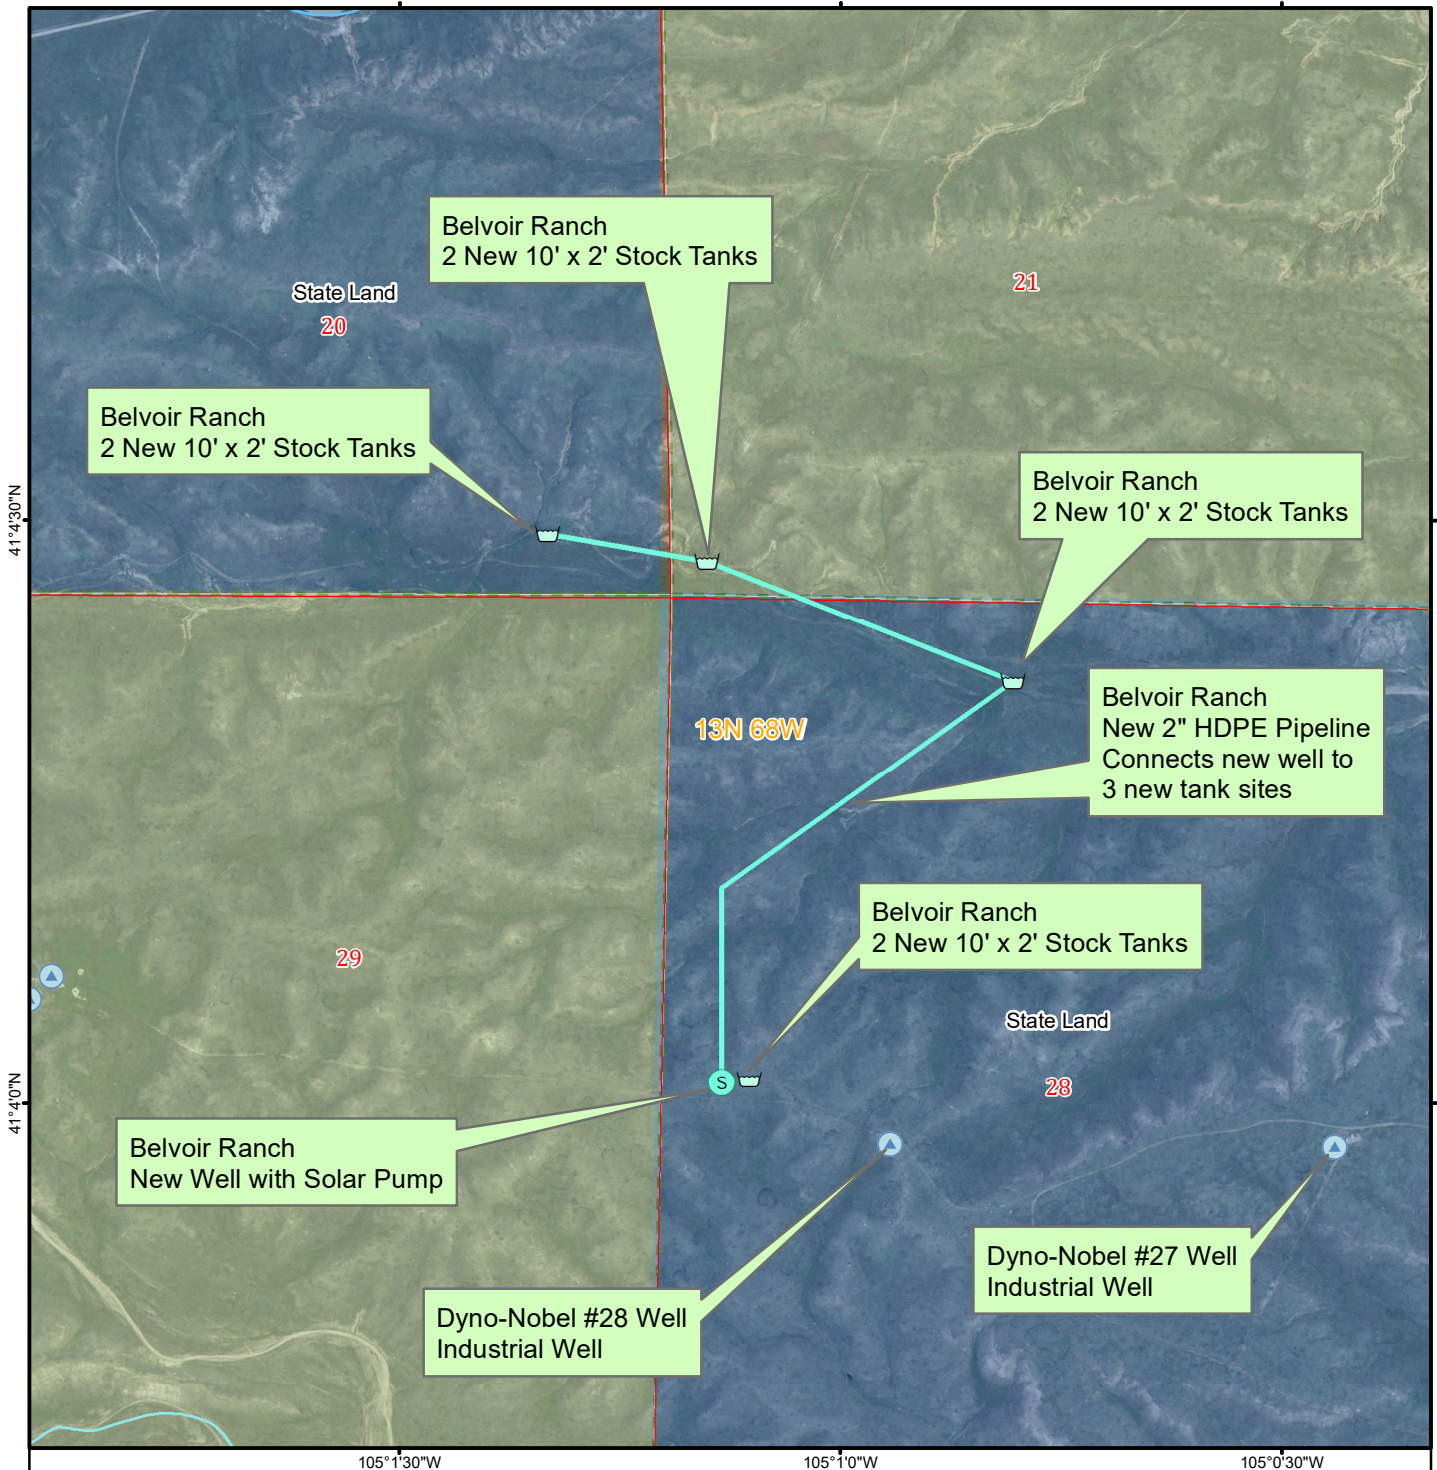 Belvoir Ranch
2 New 10' x 2' Stock Tanks
State Land
20
21
Belvoir Ranch
2 New 10' x 2' Stock Tanks
Belvoir Ranch
2 New 10' x 2' Stock Tanks
41°4'30"N
Belvoir Ranch
New 2" HDPE Pipeline
Connects new well to
3 new tank sites
13N 68W
Belvoir Ranch
2 New 10' x 2' Stock Tanks
29
State Land
28
S
41°4'0"N
Belvoir Ranch
New Well with Solar Pump
Dyno-Nobel #27 Well
Industrial Well
Dyno-Nobel #28 Well
Industrial Well
105°1'30"W
105°1'0"W
105°0'30"W